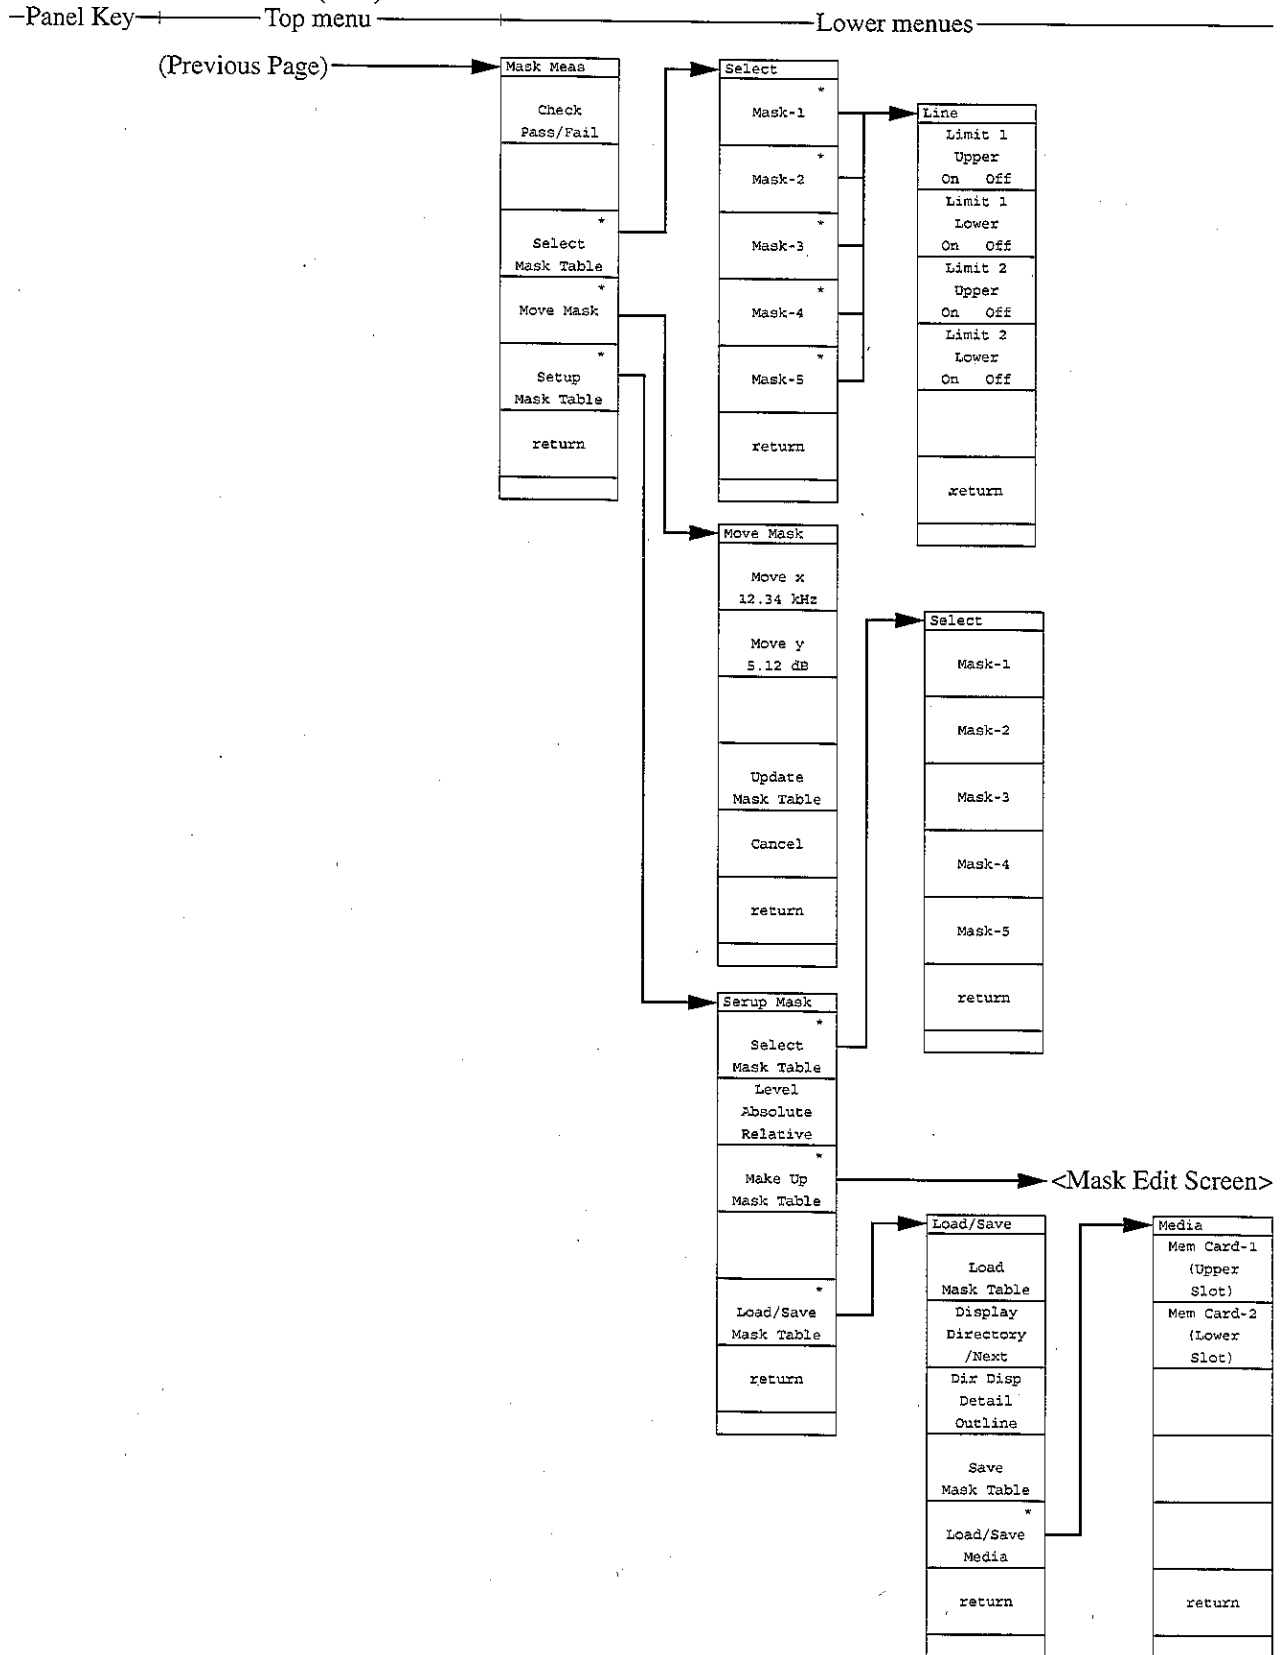 Panel Key
Top menu
Lower menues
(Previous Page)
Mask Meas
Check
Pass/Fail
*
Select
Mask Table
*
Move Mask
*
Setup
Mask Table
return
Select
*
Mask-1
*
Mask-2
*
Mask-3
*
Mask-4
*
Mask-5
return
Line
Limit 1
Upper
On Off
Limit 1
Lower
On Off
Limit 2
Upper
On Off
Limit 2
Lower
On Off
return
Move Mask
Move x
12.34 kHz
Move y
5.12 dB
Update
Mask Table
Cancel
return
Select
Mask-1
Mask-2
Mask-3
Mask-4
Mask-5
return
Serup Mask
*
Select
Mask Table
Level
Absolute
Relative
*
Make Up
Mask Table
*
Load/Save
Mask Table
return
<Mask Edit Screen>
Load/Save
Load
Mask Table
Display
Directory
/Next
Dir Disp
Detail
Outline
Save
Mask Table
*
Load/Save
Media
return
Media
Mem Card-1
(Upper
Slot)
Mem Card-2
(Lower
Slot)
return